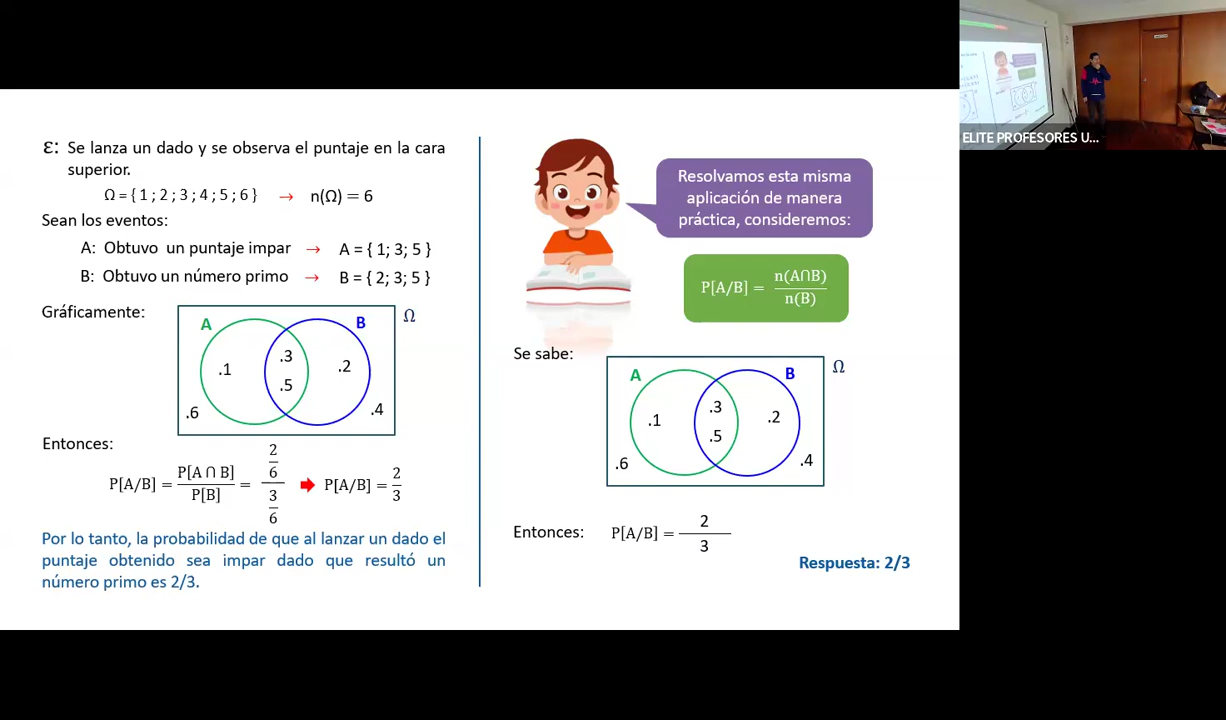 ε: Se lanza un dado y se observa el puntaje en la cara
superior.
Ω = { 1 ; 2 ; 3 ; 4 ; 5 ; 6 } → n(Ω) = 6
Sean los eventos:
A: Obtuvo un puntaje impar → A = { 1; 3; 5 }
B: Obtuvo un número primo → B = { 2; 3; 5 }
Gráficamente:
A B Ω
.1 .3 .2
.5
.6 .4
Entonces:
P[A/B] = P[A ∩ B] / P[B] = 2/6 / 3/6 ➡ P[A/B] = 2/3
Por lo tanto, la probabilidad de que al lanzar un dado el
puntaje obtenido sea impar dado que resultó un
número primo es 2/3.
Resolvamos esta misma
aplicación de manera
práctica, consideremos:
P[A/B] = n(A∩B) / n(B)
Se sabe:
A B Ω
.1 .3 .2
.5
.6 .4
Entonces: P[A/B] = 2 / 3
Respuesta: 2/3
ELITE PROFESORES U...